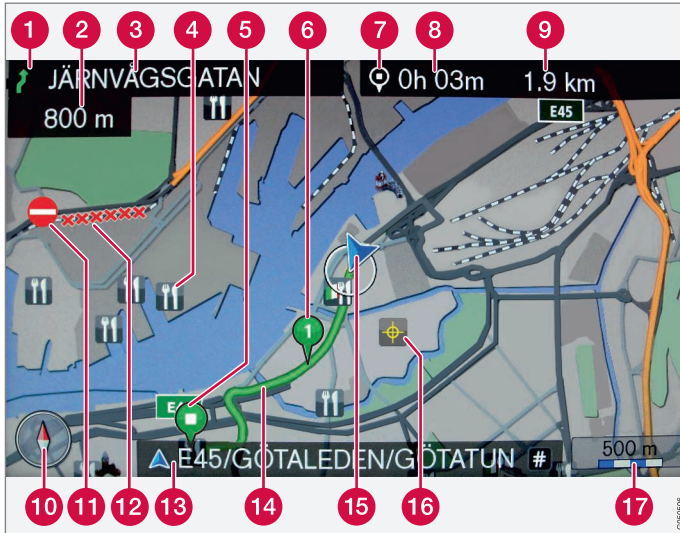 1 2 3 4 5 6 7 8 9
JÄRNVÅGSGATAN
800 m
0h 03m 1.9 km
E45
1
E
E45/GÖTALEDEN/GÖTATUN #
500 m
10 11 12 13 14 15 16 17